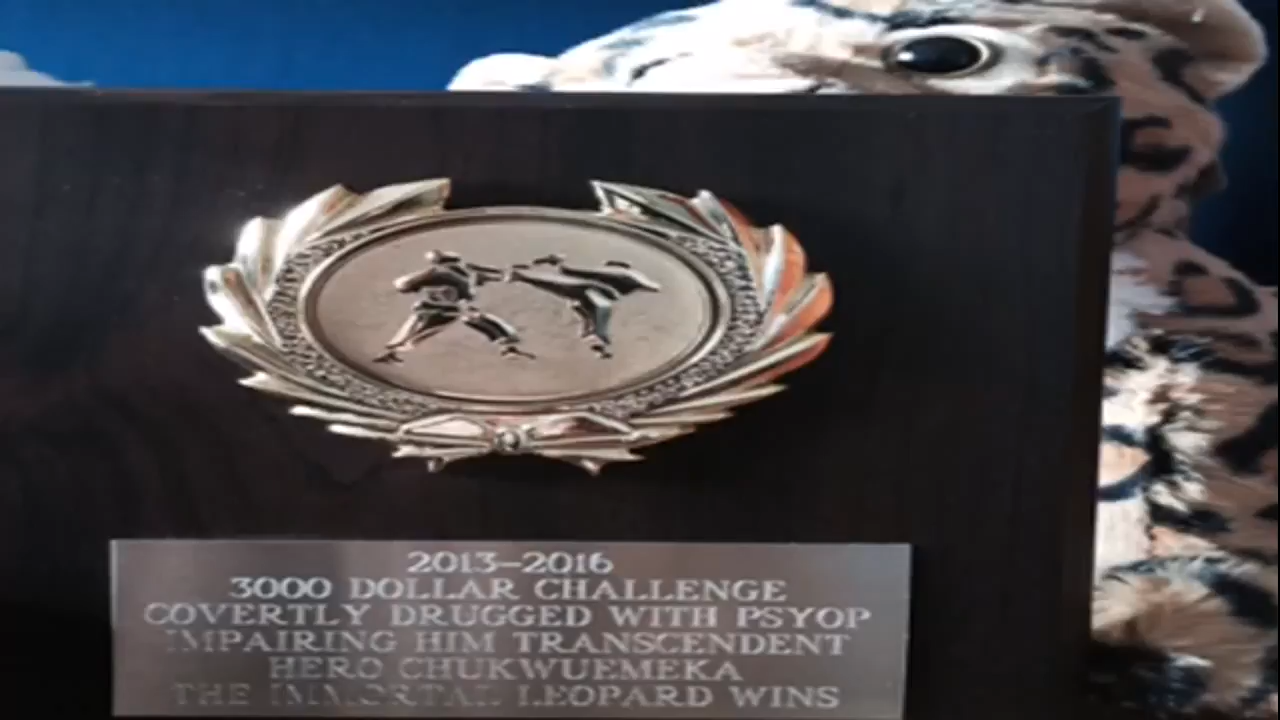 2013-2016
3000 DOLLAR CHALLENGE
COVERTLY DRUGGED WITH PSYOP
IMPAIRING HIM TRANSCENDENT
HERO CHUKWUEMEKA
THE IMMORTAL LEOPARD WINS